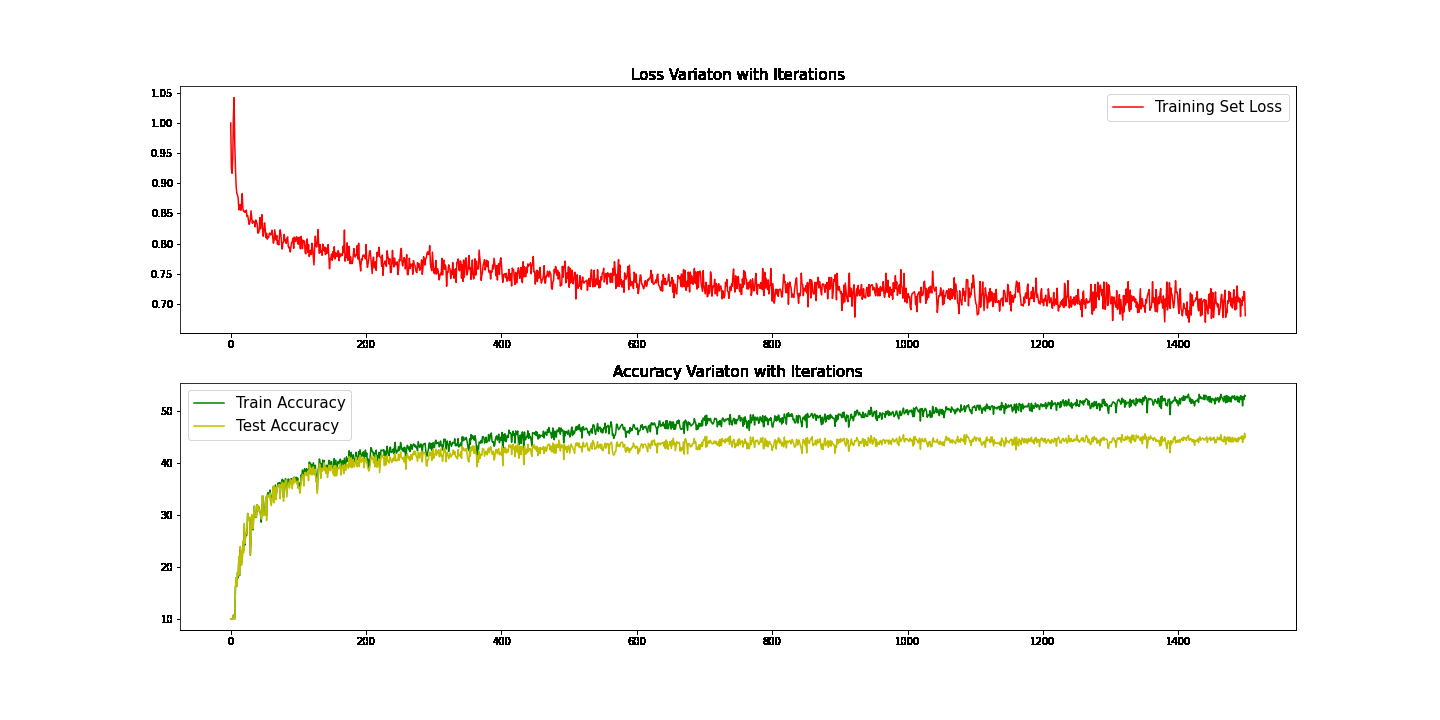 Loss Variaton with Iterations
1.05
1.00
0.95
0.90
0.85
0.80
0.75
0.70
Training Set Loss
0 200 400 600 800 1000 1200 1400
Accuracy Variaton with Iterations
50
40
30
20
10
Train Accuracy
Test Accuracy
0 200 400 600 800 1000 1200 1400